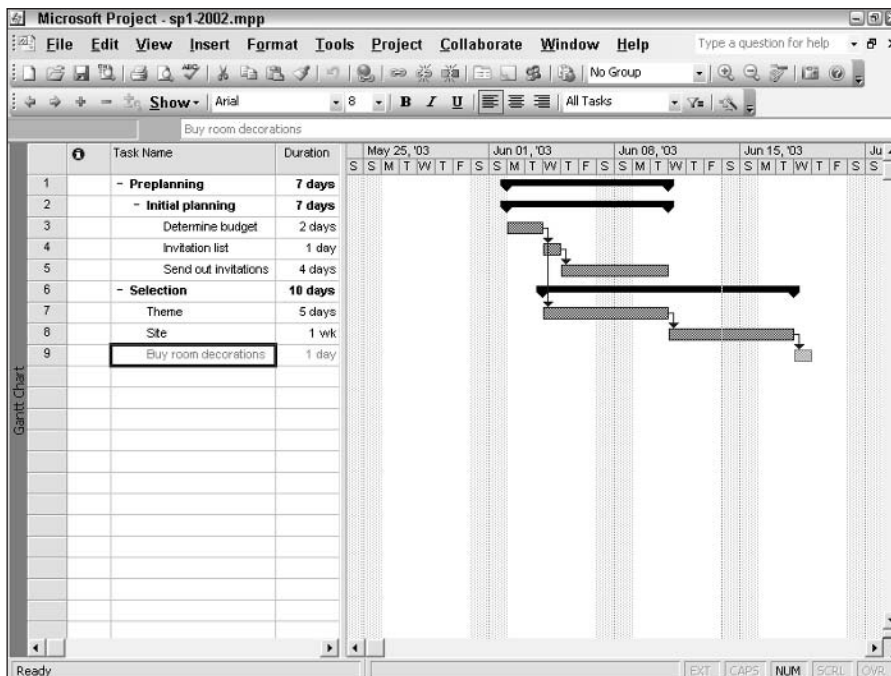 Microsoft Project - sp1-2002.mpp
File Edit View Insert Format Tools Project Collaborate Window Help Type a question for help
No Group
Show Arial 8 B I U All Tasks
Buy room decorations
Task Name Duration May 25, '03 Jun 01, '03 Jun 08, '03 Jun 15, '03 Ju
S S M T W T F S S M T W T F S S M T W T F S S M T W T F S S
1 - Preplanning 7 days
2 - Initial planning 7 days
3 Determine budget 2 days
4 Invitation list 1 day
5 Send out invitations 4 days
6 - Selection 10 days
7 Theme 5 days
8 Site 1 wk
9 Buy room decorations 1 day
Gantt Chart
Ready EXT CAPS NUM SCRL OVR